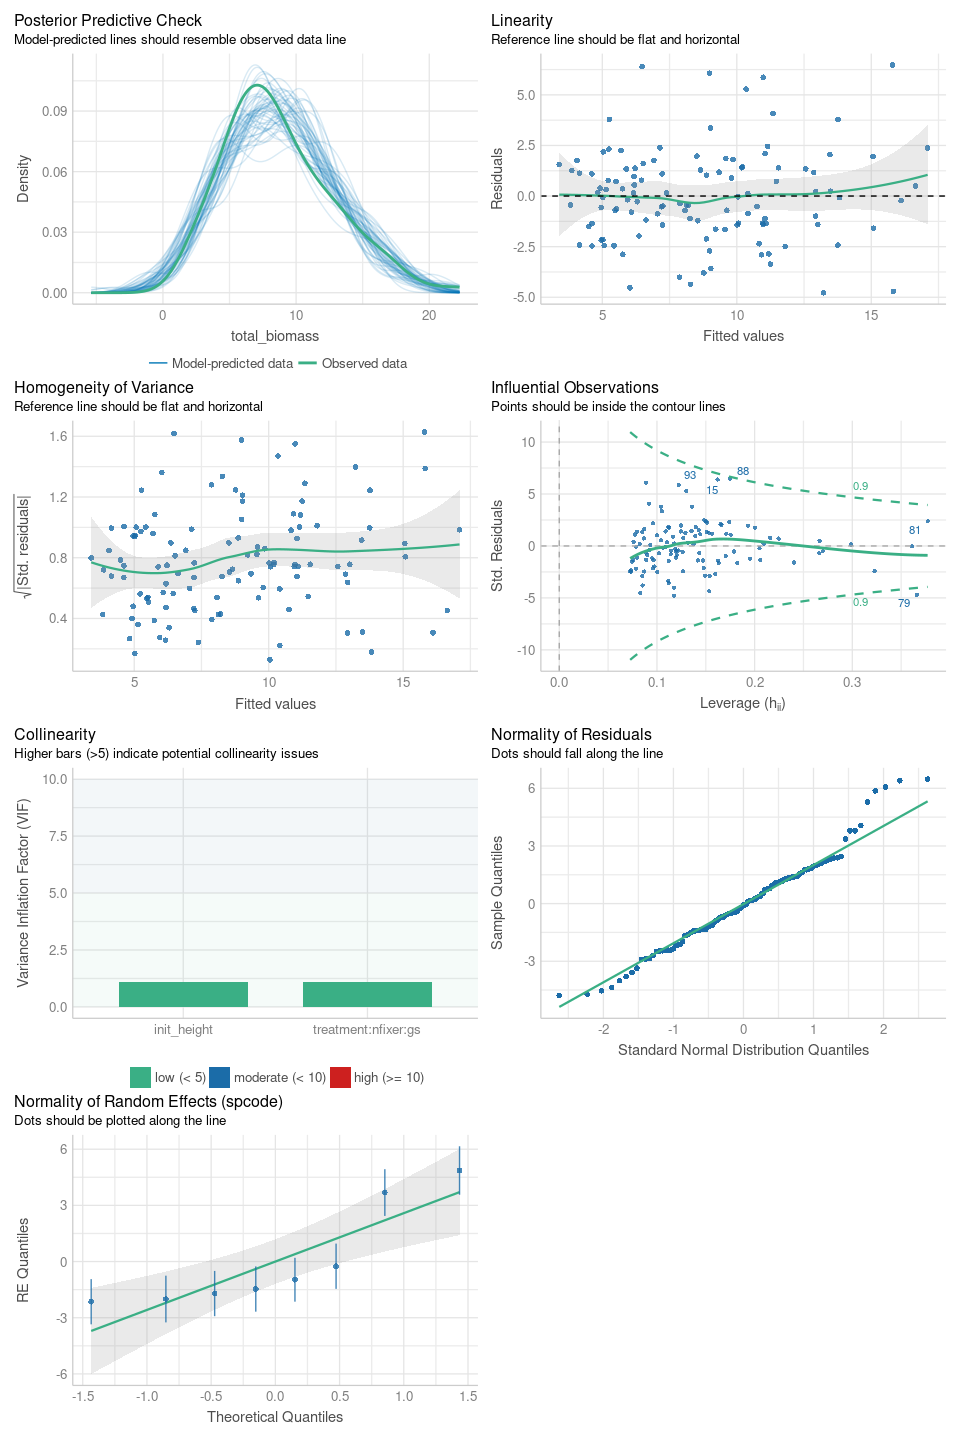 Posterior Predictive Check
Model-predicted lines should resemble observed data line
Density
0.09
0.06
0.03
0.00
0
10
20
total_biomass
Model-predicted data
Observed data
Linearity
Reference line should be flat and horizontal
Residuals
5.0
2.5
0.0
-2.5
-5.0
5
10
15
Fitted values
Homogeneity of Variance
Reference line should be flat and horizontal
√|Std. residuals|
1.6
1.2
0.8
0.4
5
10
15
Fitted values
Influential Observations
Points should be inside the contour lines
Std. Residuals
10
5
0
-5
-10
93
88
15
0.9
81
0.9
79
0.0
0.1
0.2
0.3
Leverage (hii)
Collinearity
Higher bars (>5) indicate potential collinearity issues
Variance Inflation Factor (VIF)
10.0
7.5
5.0
2.5
0.0
init_height
treatment:nfixer:gs
low (< 5)
moderate (< 10)
high (>= 10)
Normality of Residuals
Dots should fall along the line
Sample Quantiles
6
3
0
-3
-2
-1
0
1
2
Standard Normal Distribution Quantiles
Normality of Random Effects (spcode)
Dots should be plotted along the line
RE Quantiles
6
3
0
-3
-6
-1.5
-1.0
-0.5
0.0
0.5
1.0
1.5
Theoretical Quantiles